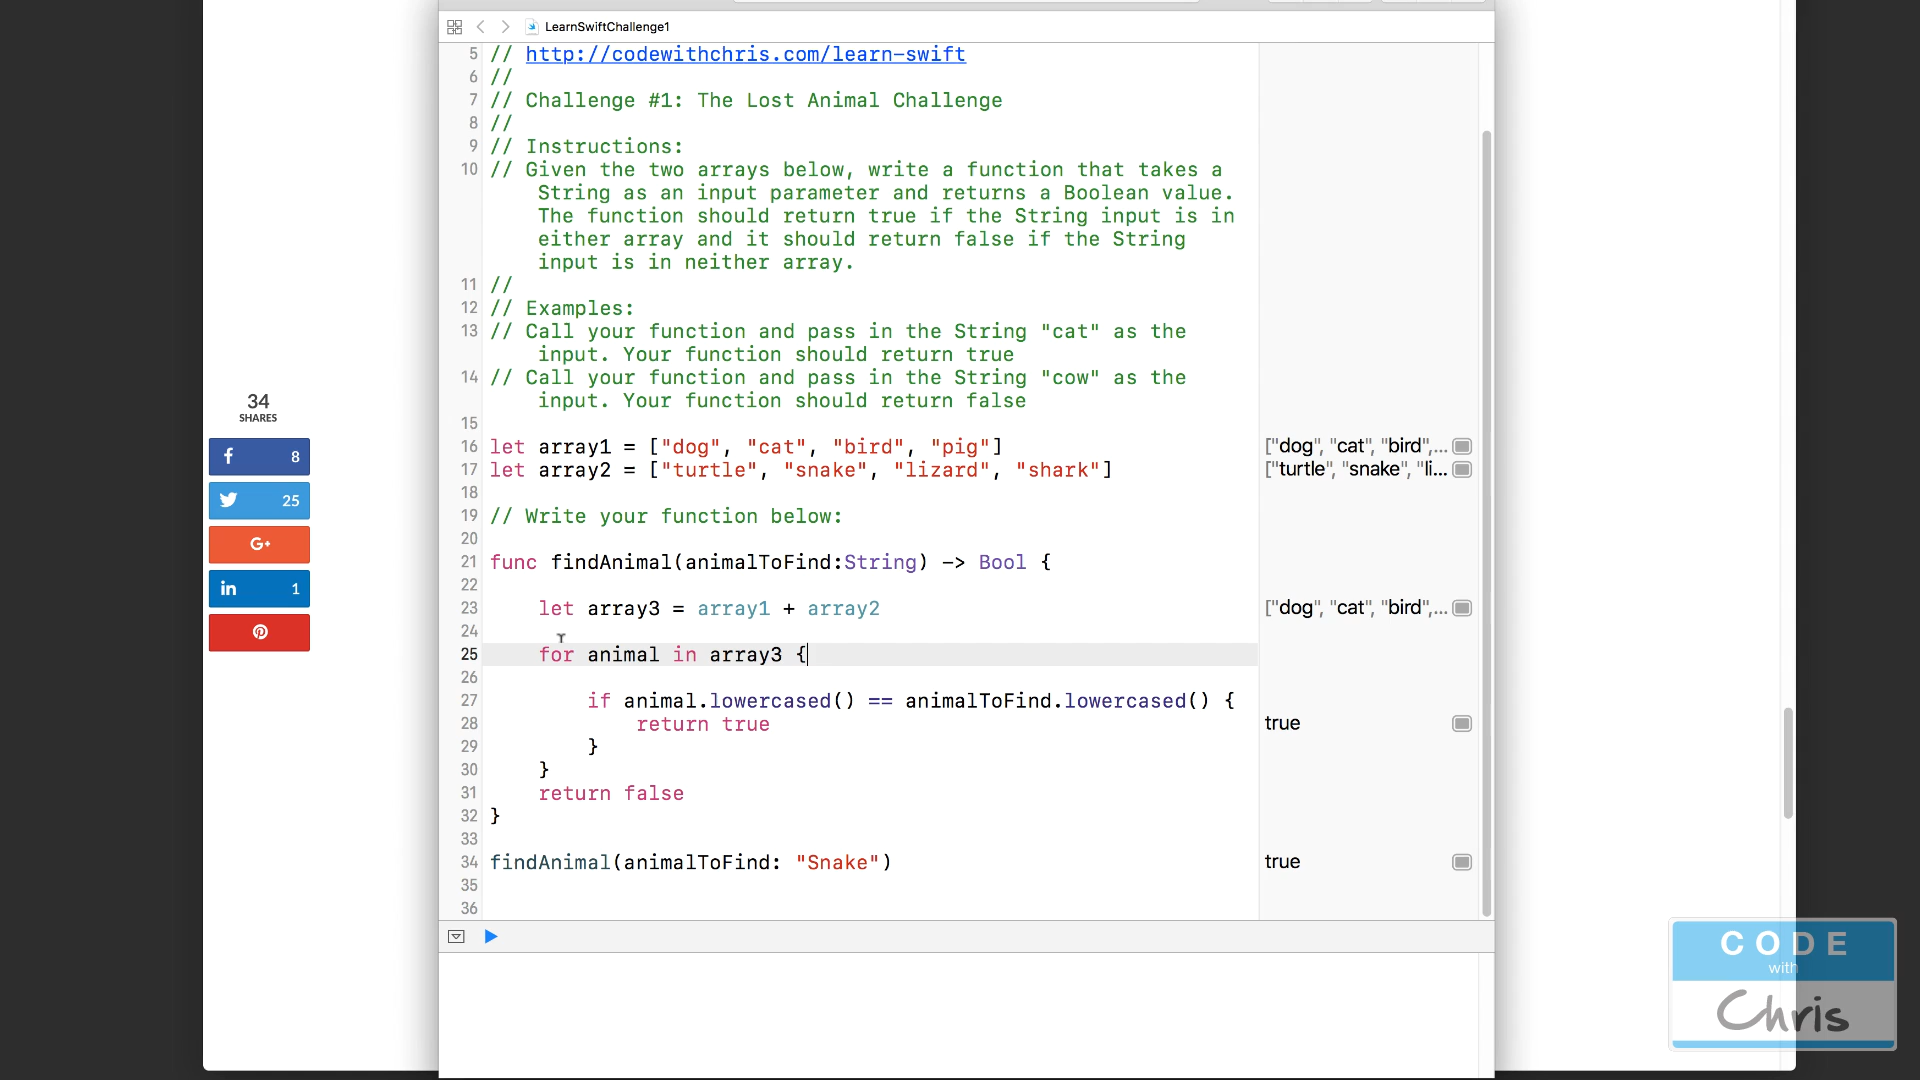 LearnSwiftChallenge1
5 // http://codewithchris.com/learn-swift
6 //
7 // Challenge #1: The Lost Animal Challenge
8 //
9 // Instructions:
10 // Given the two arrays below, write a function that takes a
String as an input parameter and returns a Boolean value.
The function should return true if the String input is in
either array and it should return false if the String
input is in neither array.
11 //
12 // Examples:
13 // Call your function and pass in the String "cat" as the
input. Your function should return true
14 // Call your function and pass in the String "cow" as the
input. Your function should return false
15
16 let array1 = ["dog", "cat", "bird", "pig"] ["dog", "cat", "bird",...
17 let array2 = ["turtle", "snake", "lizard", "shark"] ["turtle", "snake", "li...
18
19 // Write your function below:
20
21 func findAnimal(animalToFind:String) -> Bool {
22
23 let array3 = array1 + array2 ["dog", "cat", "bird",...
24
25 for animal in array3 {
26
27 if animal.lowercased() == animalToFind.lowercased() {
28 return true true
29 }
30 }
31 return false
32 }
33
34 findAnimal(animalToFind: "Snake") true
35
36
34
SHARES
f 8
25
G+
in 1
CODE
with
Chris